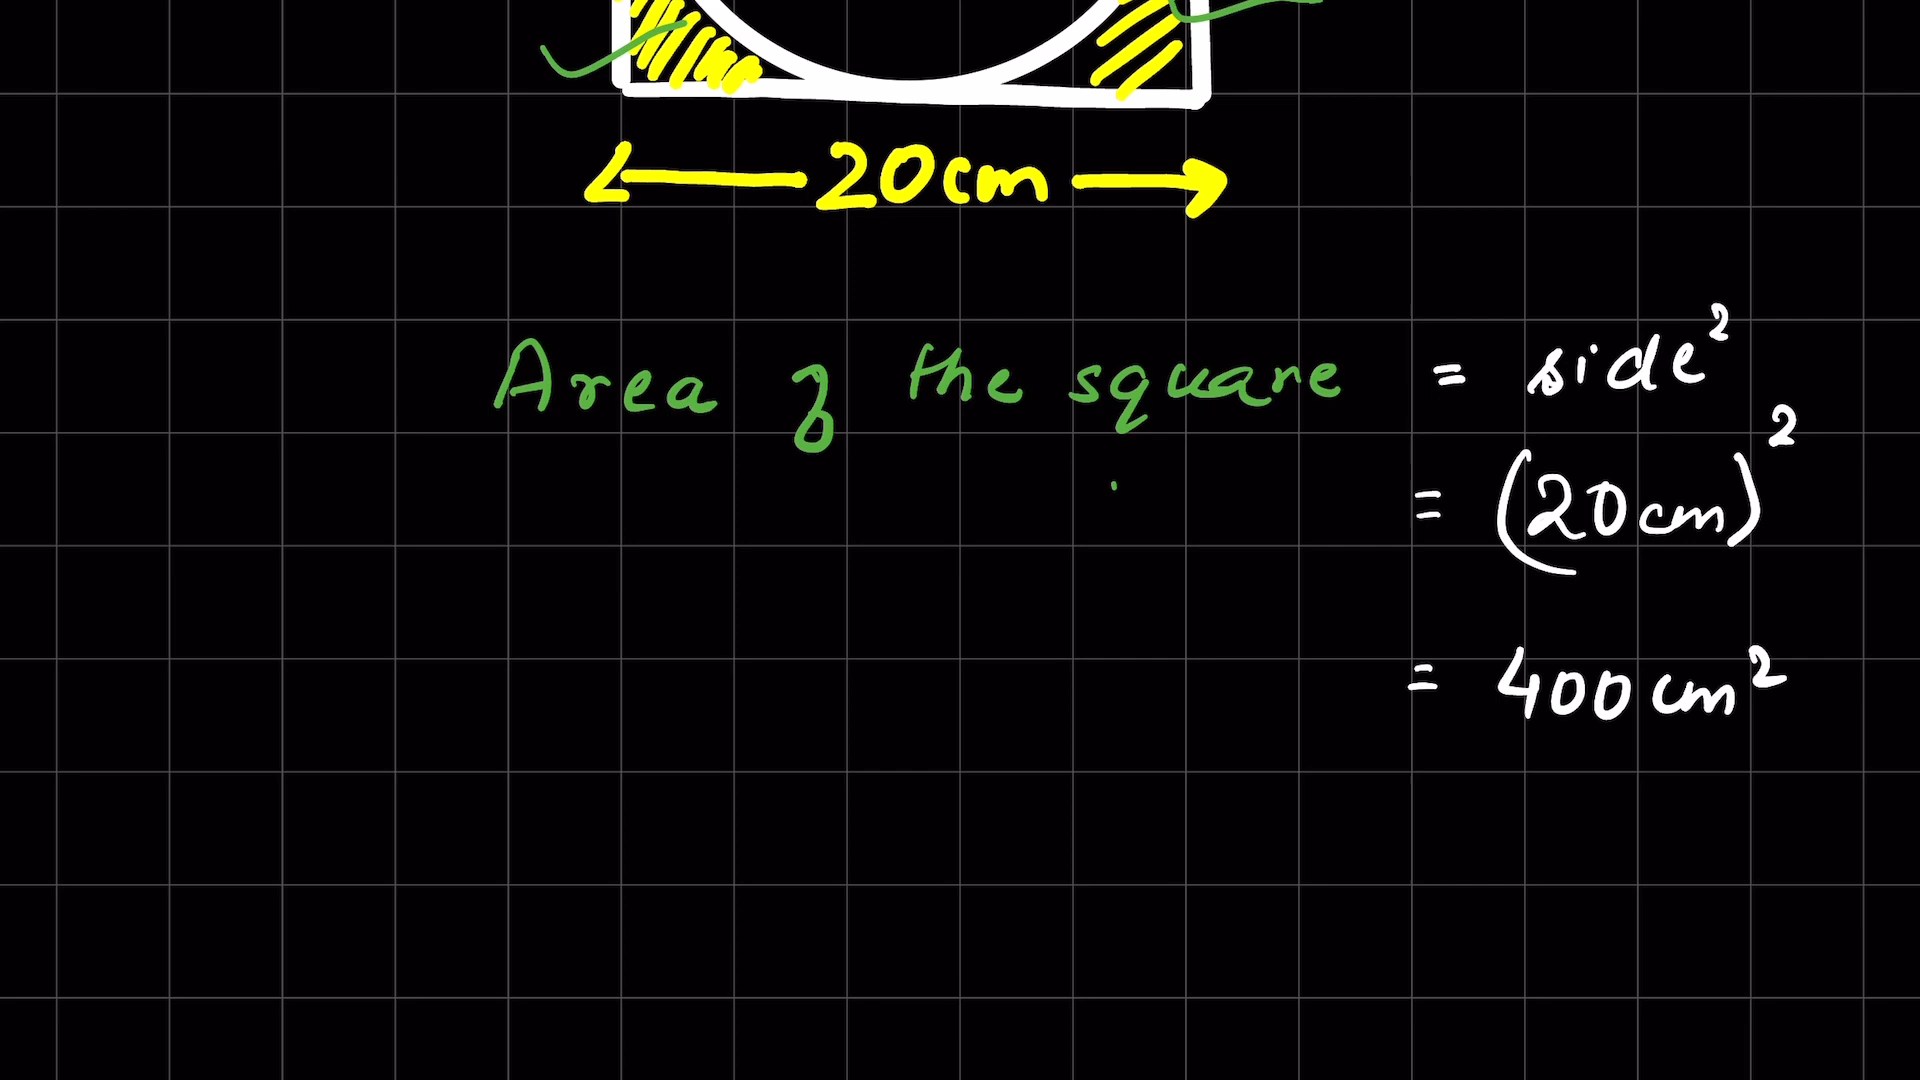 20cm
Area of the square = side²
= (20cm)²
= 400cm²